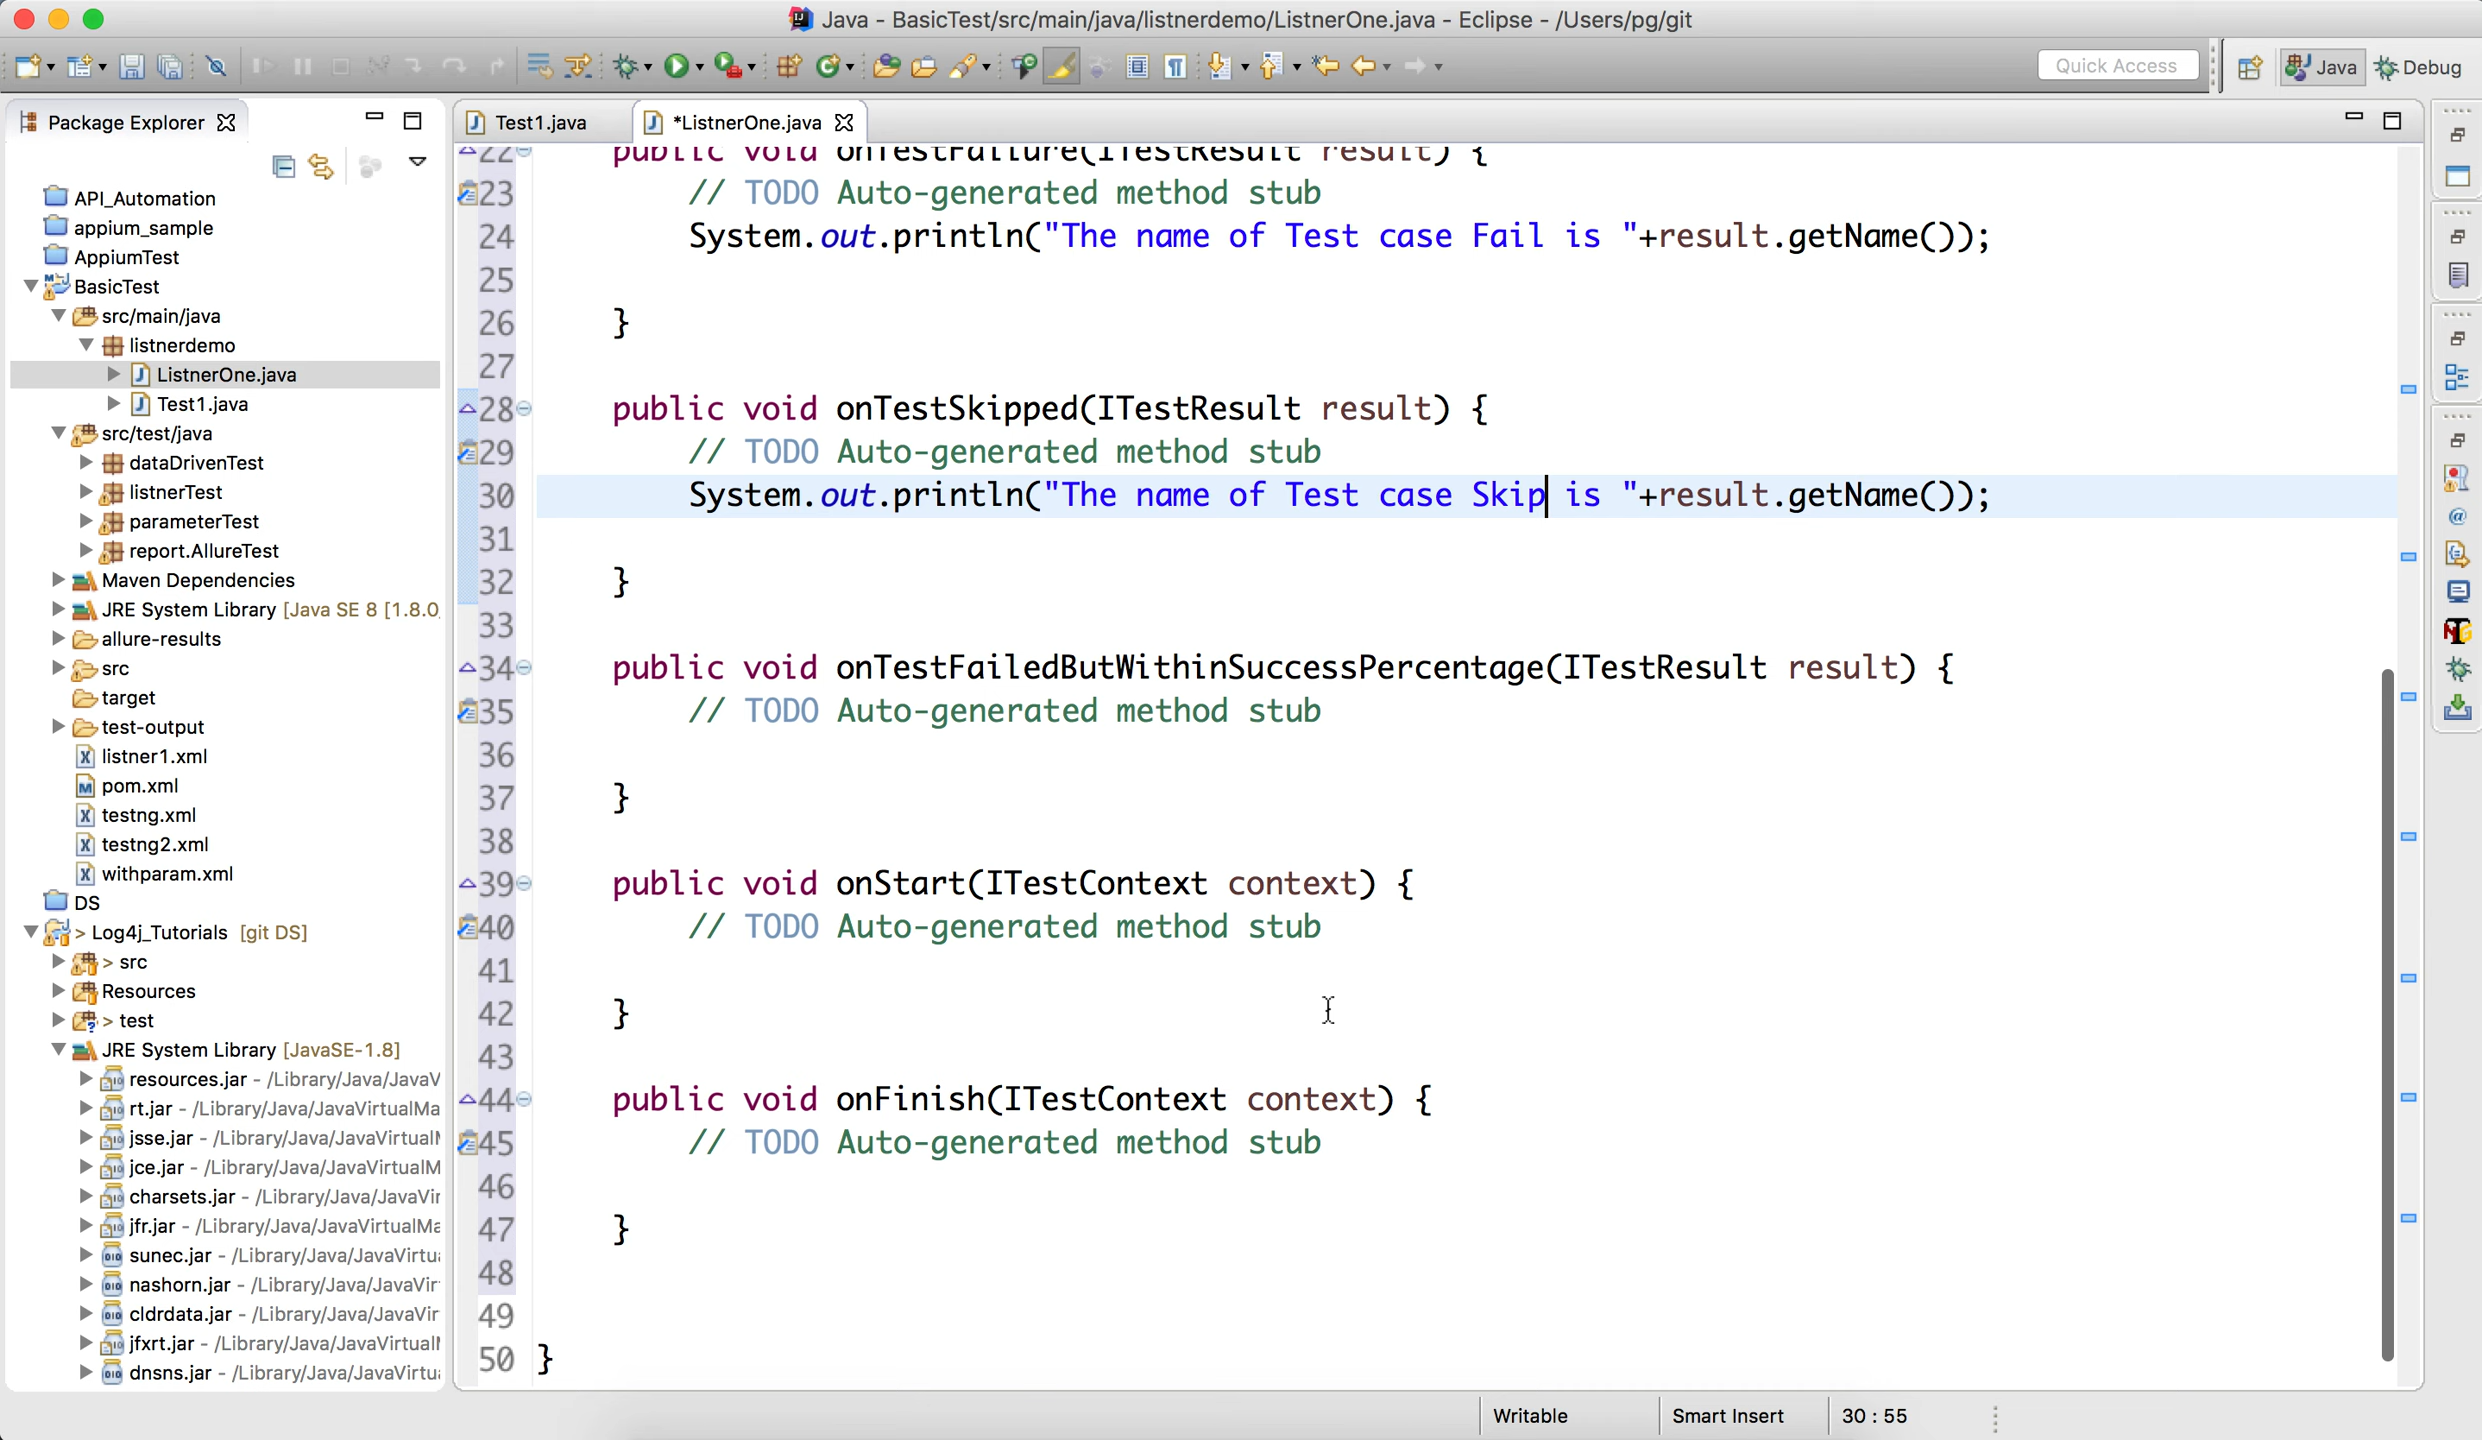 Java - BasicTest/src/main/java/listnerdemo/ListnerOne.java - Eclipse - /Users/pg/git
Quick Access
Java
Debug
Package Explorer
Test1.java
*ListnerOne.java
API_Automation
appium_sample
AppiumTest
BasicTest
src/main/java
listnerdemo
ListnerOne.java
Test1.java
src/test/java
dataDrivenTest
listnerTest
parameterTest
report.AllureTest
Maven Dependencies
JRE System Library [Java SE 8 [1.8.0
allure-results
src
target
test-output
listner1.xml
pom.xml
testng.xml
testng2.xml
withparam.xml
DS
> Log4j_Tutorials [git DS]
> src
Resources
> test
JRE System Library [JavaSE-1.8]
resources.jar - /Library/Java/JavaV
rt.jar - /Library/Java/JavaVirtualMa
jsse.jar - /Library/Java/JavaVirtual
jce.jar - /Library/Java/JavaVirtualM
charsets.jar - /Library/Java/JavaVir
jfr.jar - /Library/Java/JavaVirtualMa
sunec.jar - /Library/Java/JavaVirtu
nashorn.jar - /Library/Java/JavaVir
cldrdata.jar - /Library/Java/JavaVir
jfxrt.jar - /Library/Java/JavaVirtual
dnsns.jar - /Library/Java/JavaVirtu
22 public void onTestFailure(ITestResult result) {
23 // TODO Auto-generated method stub
24 System.out.println("The name of Test case Fail is "+result.getName());
25
26 }
27
28 public void onTestSkipped(ITestResult result) {
29 // TODO Auto-generated method stub
30 System.out.println("The name of Test case Skip is "+result.getName());
31
32 }
33
34 public void onTestFailedButWithinSuccessPercentage(ITestResult result) {
35 // TODO Auto-generated method stub
36
37 }
38
39 public void onStart(ITestContext context) {
40 // TODO Auto-generated method stub
41
42 }
43
44 public void onFinish(ITestContext context) {
45 // TODO Auto-generated method stub
46
47 }
48
49
50 }
Writable
Smart Insert
30 : 55